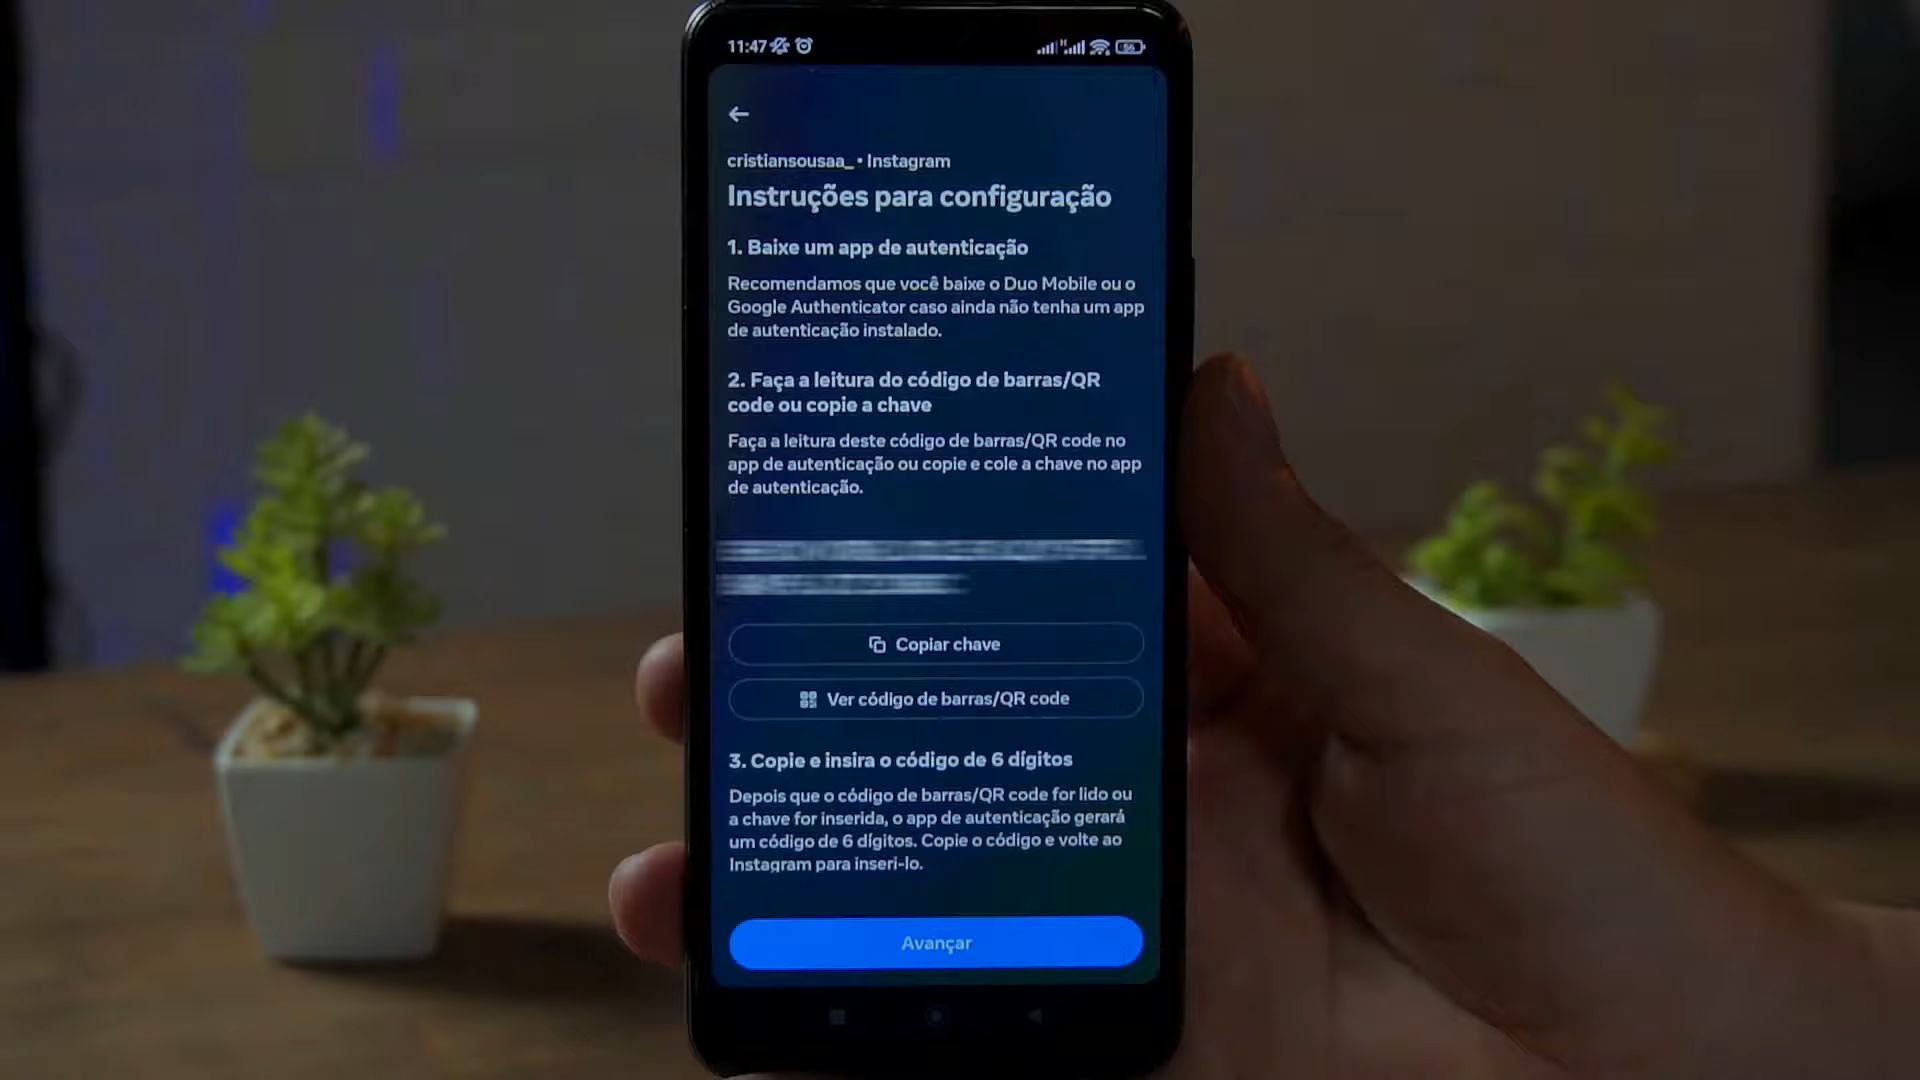 11:47
56
cristiansousaa_ • Instagram
Instruções para configuração
1. Baixe um app de autenticação
Recomendamos que você baixe o Duo Mobile ou o
Google Authenticator caso ainda não tenha um app
de autenticação instalado.
2. Faça a leitura do código de barras/QR
code ou copie a chave
Faça a leitura deste código de barras/QR code no
app de autenticação ou copie e cole a chave no app
de autenticação.
Copiar chave
Ver código de barras/QR code
3. Copie e insira o código de 6 dígitos
Depois que o código de barras/QR code for lido ou
a chave for inserida, o app de autenticação gerará
um código de 6 dígitos. Copie o código e volte ao
Instagram para inseri-lo.
Avançar